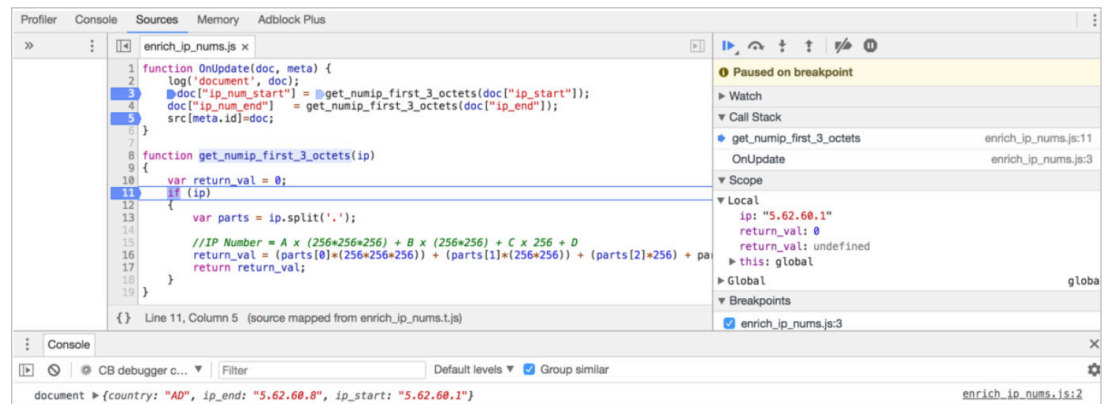 Profiler Console Sources Memory Adblock Plus
» enrich_ip_nums.js ×
1 function OnUpdate(doc, meta) {
2 log('document', doc);
3 doc["ip_num_start"] = get_numip_first_3_octets(doc["ip_start"]);
4 doc["ip_num_end"] = get_numip_first_3_octets(doc["ip_end"]);
5 src[meta.id]=doc;
6 }
7
8 function get_numip_first_3_octets(ip)
9 {
10 var return_val = 0;
11 if (ip)
12 {
13 var parts = ip.split('.');
14
15 //IP Number = A x (256*256*256) + B x (256*256) + C x 256 + D
16 return_val = (parts[0]*(256*256*256)) + (parts[1]*(256*256)) + (parts[2]*256) + par
17 return return_val;
18 }
19 }
{} Line 11, Column 5 (source mapped from enrich_ip_nums.t.js)
Paused on breakpoint
Watch
Call Stack
get_numip_first_3_octets enrich_ip_nums.js:11
OnUpdate enrich_ip_nums.js:3
Scope
Local
ip: "5.62.60.1"
return_val: 0
return_val: undefined
this: global
Global globa
Breakpoints
enrich_ip_nums.js:3
Console ×
CB debugger c... ▼ Filter Default levels ▼ Group similar
document ▶{country: "AD", ip_end: "5.62.60.8", ip_start: "5.62.60.1"} enrich_ip_nums.js:2